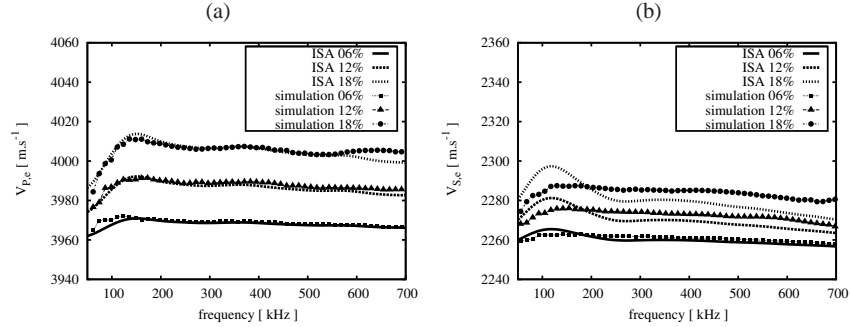 (a)
V_{P,e} [ m.s^{-1} ]
4060
4040
4020
4000
3980
3960
3940
100 200 300 400 500 600 700
frequency [ kHz ]
ISA 06%
ISA 12%
ISA 18%
simulation 06%
simulation 12%
simulation 18%
(b)
V_{S,e} [ m.s^{-1} ]
2360
2340
2320
2300
2280
2260
2240
100 200 300 400 500 600 700
frequency [ kHz ]
ISA 06%
ISA 12%
ISA 18%
simulation 06%
simulation 12%
simulation 18%